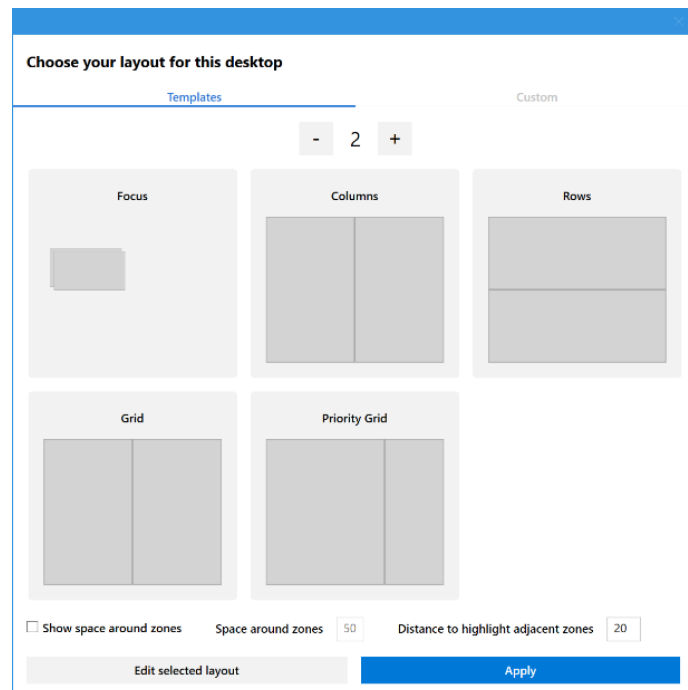 Choose your layout for this desktop
Templates Custom
- 2 +
Focus Columns Rows
Grid Priority Grid
Show space around zones Space around zones 50 Distance to highlight adjacent zones 20
Edit selected layout Apply